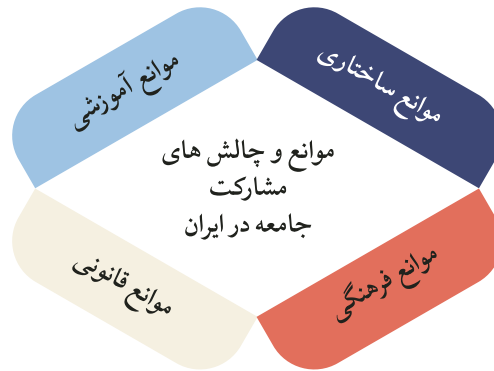 موانع ساختاری
موانع آموزشی
موانع و چالش های
مشارکت
جامعه در ایران
موانع فرهنگی
موانع قانونی